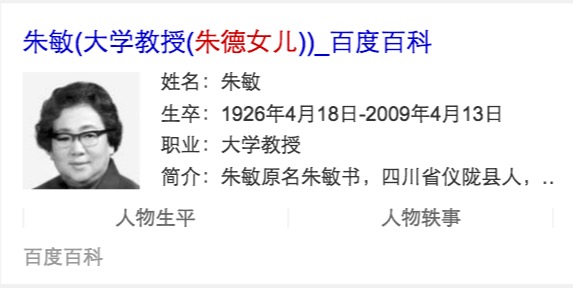 朱敏(大学教授(朱德女儿))_百度百科
姓名：朱敏
生卒：1926年4月18日-2009年4月13日
职业：大学教授
简介：朱敏原名朱敏书，四川省仪陇县人，..
人物生平 人物轶事
百度百科